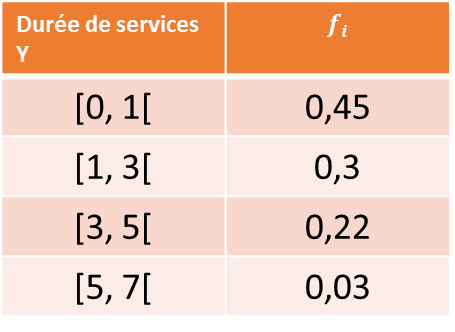 Durée de services
Y
f i
[0, 1[ 0,45
[1, 3[ 0,3
[3, 5[ 0,22
[5, 7[ 0,03